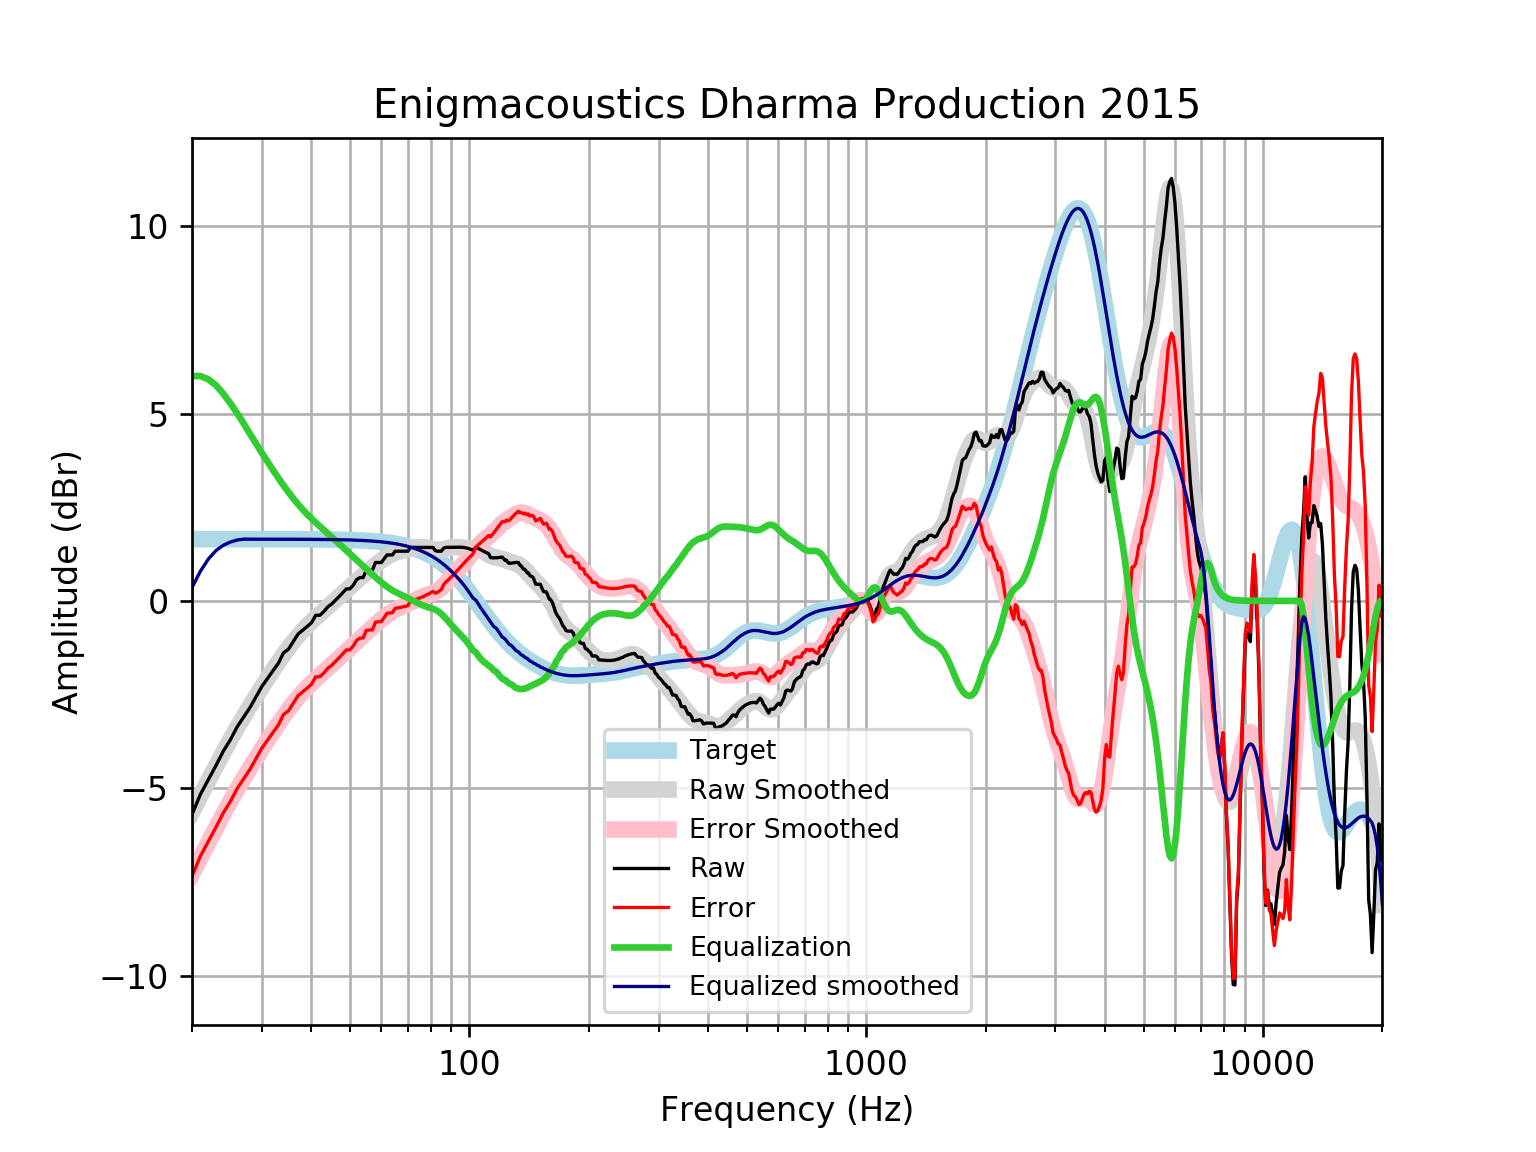 Enigmacoustics Dharma Production 2015
10
5
0
−5
−10
Amplitude (dBr)
Target
Raw Smoothed
Error Smoothed
Raw
Error
Equalization
Equalized smoothed
100
1000
10000
Frequency (Hz)